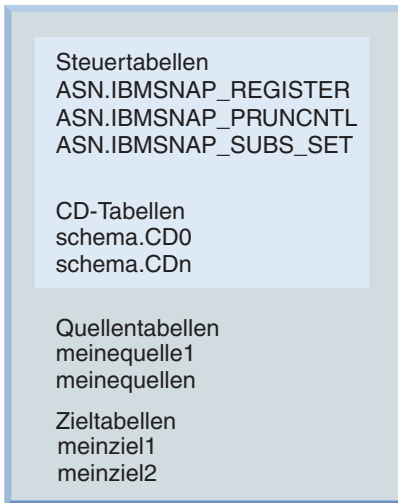 Steuertabellen
ASN.IBMSNAP_REGISTER
ASN.IBMSNAP_PRUNCNTL
ASN.IBMSNAP_SUBS_SET
CD-Tabellen
schema.CD0
schema.CDn
Quellentabellen
meinequelle1
meinequellen
Zieltabellen
meinziel1
meinziel2